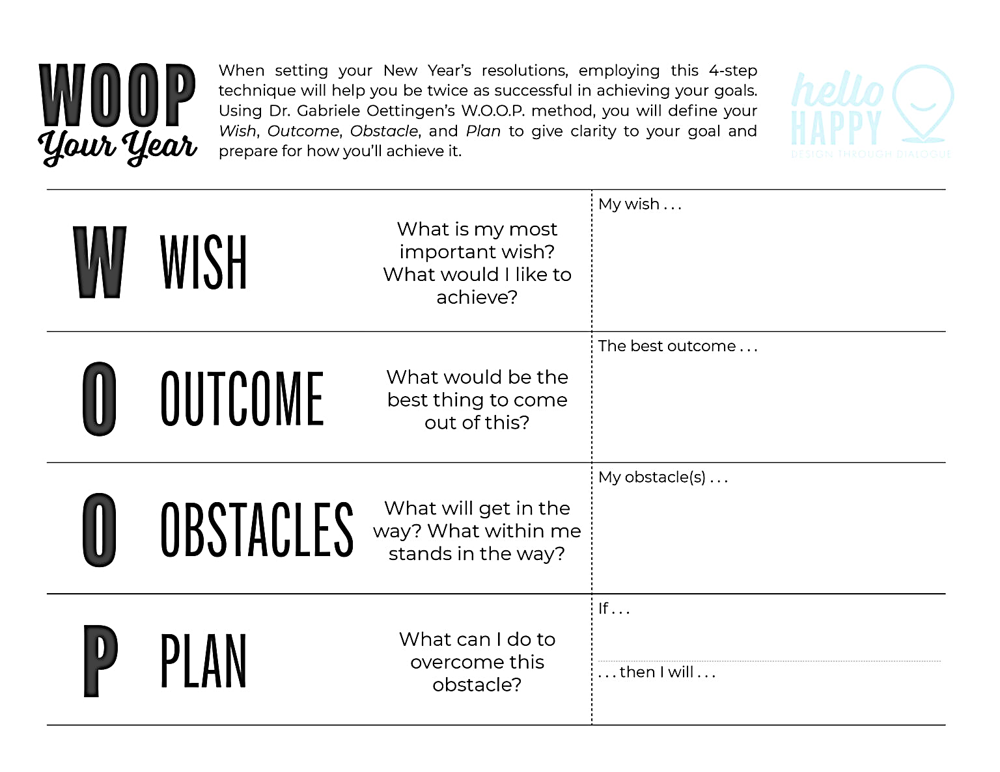 WOOP
Your Year
When setting your New Year's resolutions, employing this 4-step
technique will help you be twice as successful in achieving your goals.
Using Dr. Gabriele Oettingen's W.O.O.P. method, you will define your
Wish, Outcome, Obstacle, and Plan to give clarity to your goal and
prepare for how you'll achieve it.
hello
HAPPY
DESIGN THROUGH DIALOGUE
W
WISH
What is my most
important wish?
What would I like to
achieve?
My wish . . .
O
OUTCOME
What would be the
best thing to come
out of this?
The best outcome . . .
O
OBSTACLES
What will get in the
way? What within me
stands in the way?
My obstacle(s) . . .
P
PLAN
What can I do to
overcome this
obstacle?
If . . .
. . . then I will . . .